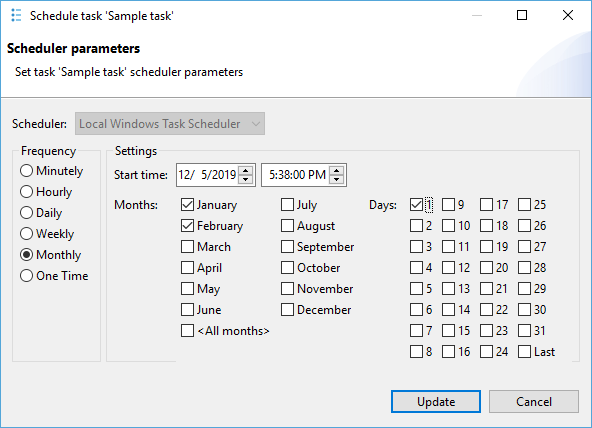 Schedule task 'Sample task'
Scheduler parameters
Set task 'Sample task' scheduler parameters
Scheduler: Local Windows Task Scheduler
Frequency
Minutely
Hourly
Daily
Weekly
Monthly
One Time
Settings
Start time: 12/ 5/2019 5:38:00 PM
Months: January July Days: 1 9 17 25
February August 2 10 18 26
March September 3 11 19 27
April October 4 12 20 28
May November 5 13 21 29
June December 6 14 22 30
<All months> 7 15 23 31
8 16 24 Last
Update Cancel